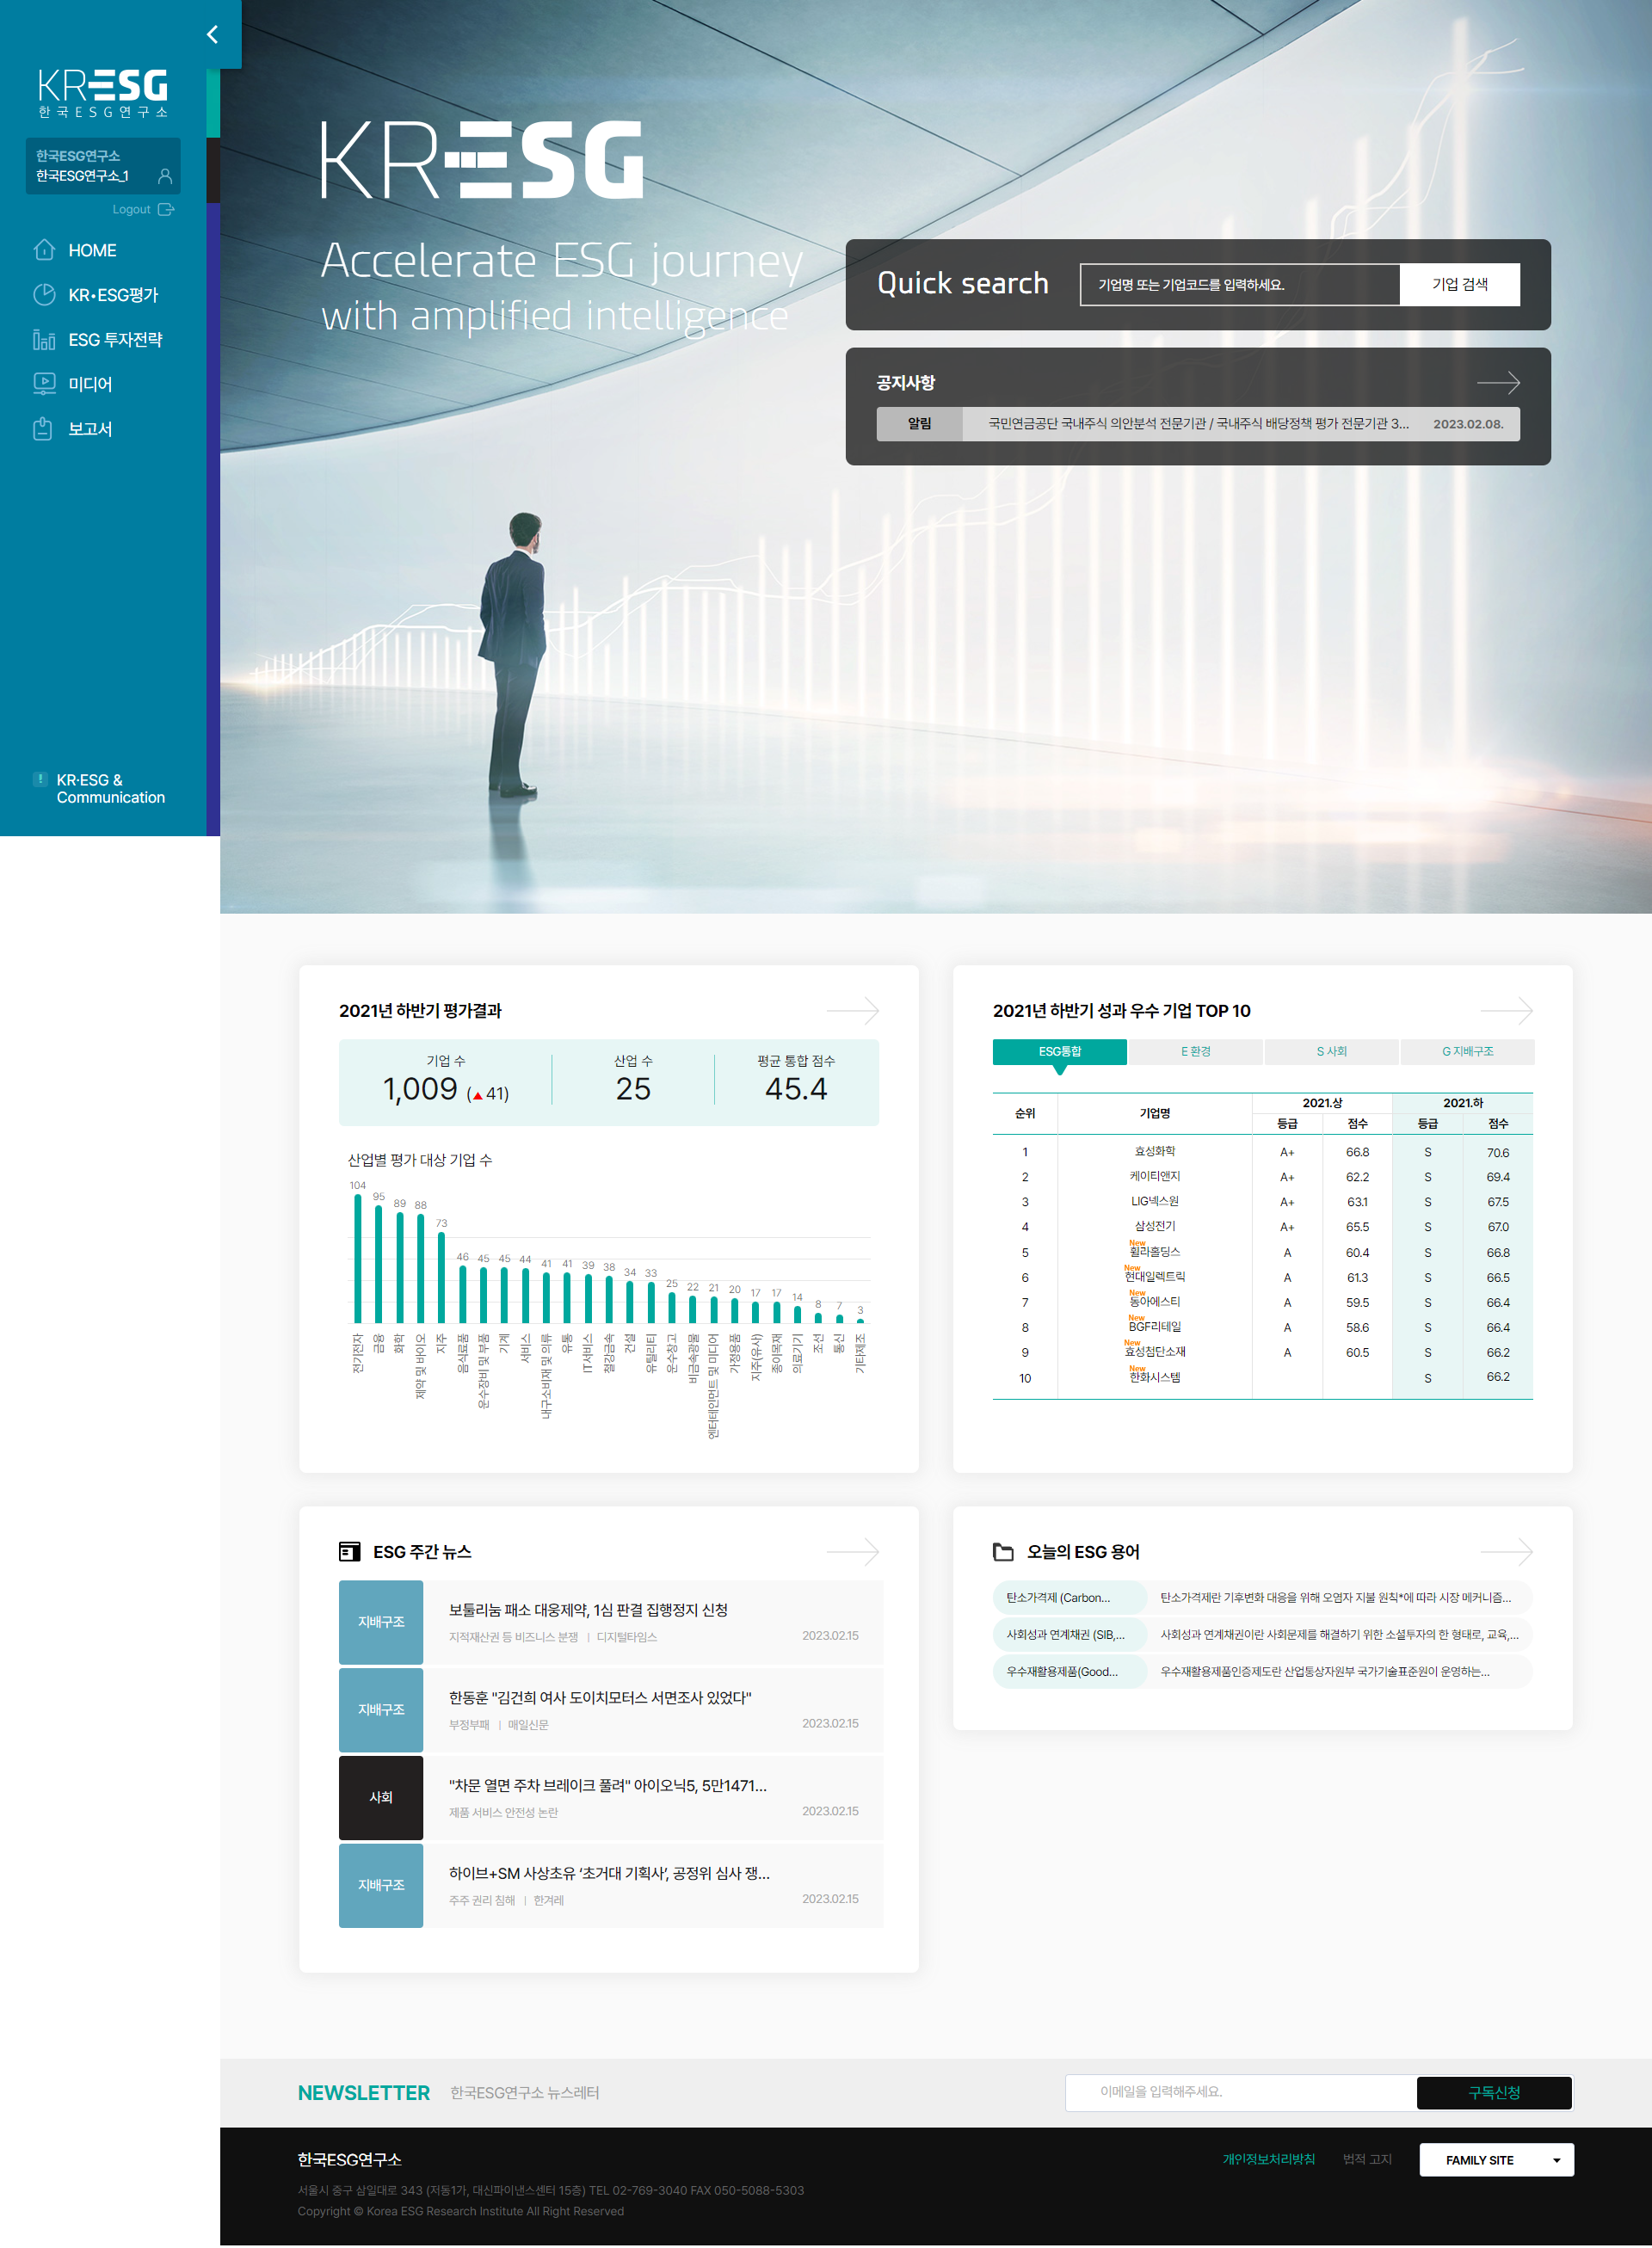 KRESG
한국ESG연구소
한국ESG연구소
한국ESG연구소_1
Logout
HOME
KR•ESG평가
ESG 투자전략
미디어
보고서
KR·ESG &
Communication
KRESG
Accelerate ESG journey
with amplified intelligence
Quick search
기업명 또는 기업코드를 입력하세요.
기업 검색
공지사항
알림 국민연금공단 국내주식 의안분석 전문기관 / 국내주식 배당정책 평가 전문기관 3... 2023.02.08.
2021년 하반기 평가결과
기업 수 산업 수 평균 통합 점수
1,009 (▲41) 25 45.4
산업별 평가 대상 기업 수
104 95 89 88 73 46 45 45 44 41 41 39 38 34 33 25 22 21 20 17 17 14 8 7 3
전기전자
금융
화학
제약 및 바이오
지주
음식료품
운수장비 및 부품
기계
서비스
내구소비재 및 의류
유통
IT서비스
철강금속
건설
유틸리티
운수창고
비금속광물
엔터테인먼트 및 미디어
가정용품
지주(유사)
종이목재
의료기기
조선
통신
기타제조
2021년 하반기 성과 우수 기업 TOP 10
ESG통합 E 환경 S 사회 G 지배구조
순위 기업명 2021.상 2021.하
등급 점수 등급 점수
1 효성화학 A+ 66.8 S 70.6
2 케이티앤지 A+ 62.2 S 69.4
3 LIG넥스원 A+ 63.1 S 67.5
4 삼성전기 A+ 65.5 S 67.0
New
5 휠라홀딩스 A 60.4 S 66.8
New
6 현대일렉트릭 A 61.3 S 66.5
New
7 동아에스티 A 59.5 S 66.4
New
8 BGF리테일 A 58.6 S 66.4
New
9 효성첨단소재 A 60.5 S 66.2
New
10 한화시스템 S 66.2
ESG 주간 뉴스
지배구조
보툴리눔 패소 대웅제약, 1심 판결 집행정지 신청
지적재산권 등 비즈니스 분쟁 | 디지털타임스 2023.02.15
지배구조
한동훈 "김건희 여사 도이치모터스 서면조사 있었다"
부정부패 | 매일신문 2023.02.15
사회
"차문 열면 주차 브레이크 풀려" 아이오닉5, 5만1471...
제품 서비스 안전성 논란 2023.02.15
지배구조
하이브+SM 사상초유 ‘초거대 기획사’, 공정위 심사 쟁...
주주 권리 침해 | 한겨레 2023.02.15
오늘의 ESG 용어
탄소가격제 (Carbon... 탄소가격제란 기후변화 대응을 위해 오염자 지불 원칙*에 따라 시장 메커니즘...
사회성과 연계채권 (SIB,... 사회성과 연계채권이란 사회문제를 해결하기 위한 소셜투자의 한 형태로, 교육,...
우수재활용제품(Good... 우수재활용제품인증제도란 산업통상자원부 국가기술표준원이 운영하는...
NEWSLETTER 한국ESG연구소 뉴스레터
이메일을 입력해주세요.
구독신청
한국ESG연구소
개인정보처리방침 법적 고지 FAMILY SITE
서울시 중구 삼일대로 343 (저동1가, 대신파이낸스센터 15층) TEL 02-769-3040 FAX 050-5088-5303
Copyright © Korea ESG Research Institute All Right Reserved